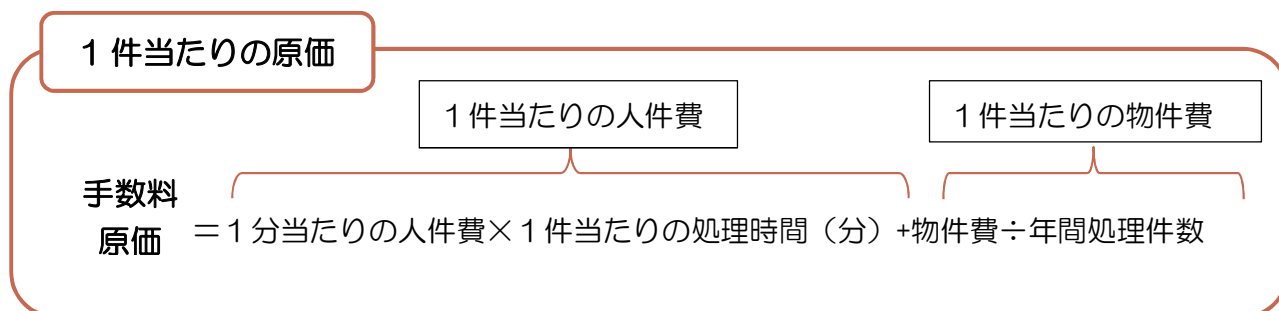 １件当たりの原価
１件当たりの人件費
１件当たりの物件費
手数料
原価
＝１分当たりの人件費×１件当たりの処理時間（分）+物件費÷年間処理件数